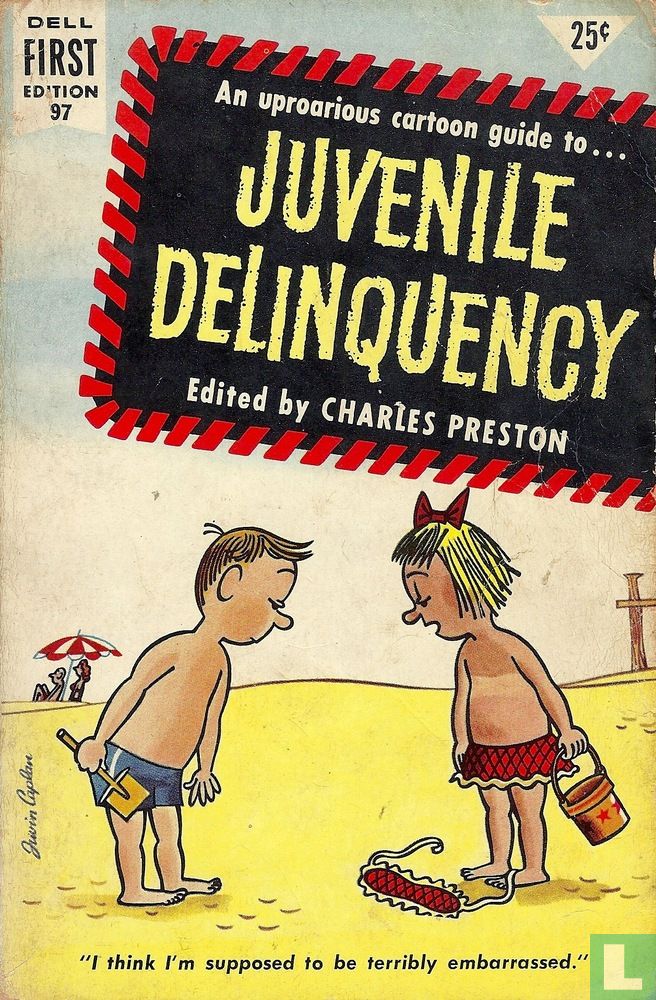 DELL
FIRST
EDITION
97
25¢
An uproarious cartoon guide to...
JUVENILE
DELINQUENCY
Edited by CHARLES PRESTON
Irwin Caplan
"I think I'm supposed to be terribly embarrassed."
L